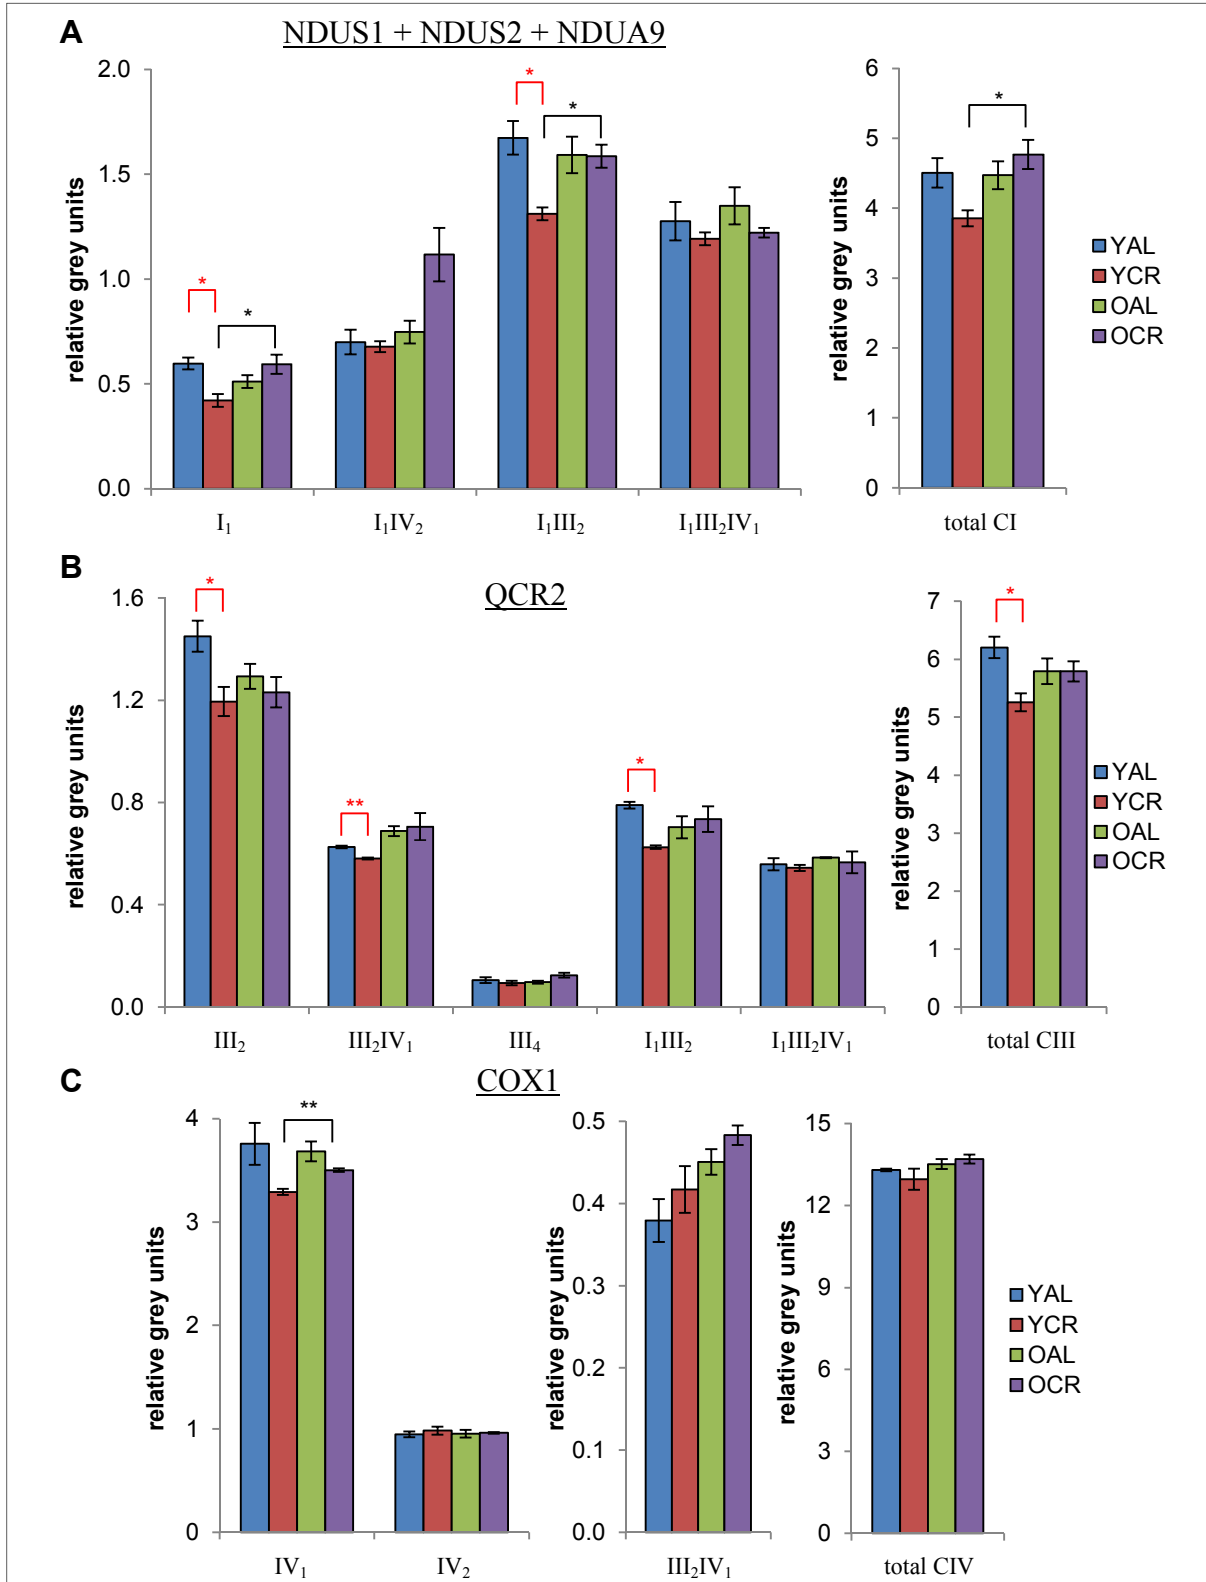 A
NDUS1 + NDUS2 + NDUA9
relative grey units
2.0
1.5
1.0
0.5
0.0
*
*
*
*
I₁
I₁IV₂
I₁III₂
I₁III₂IV₁
relative grey units
6
5
4
3
2
1
0
*
total CI
YAL
YCR
OAL
OCR
B
QCR2
relative grey units
1.6
1.2
0.8
0.4
0.0
*
**
*
III₂
III₂IV₁
III₄
I₁III₂
I₁III₂IV₁
relative grey units
7
6
5
4
3
2
1
0
*
total CIII
YAL
YCR
OAL
OCR
C
COX1
relative grey units
4
3
2
1
0
**
IV₁
IV₂
relative grey units
0.5
0.4
0.3
0.2
0.1
0.0
III₂IV₁
relative grey units
15
12
9
6
3
0
total CIV
YAL
YCR
OAL
OCR